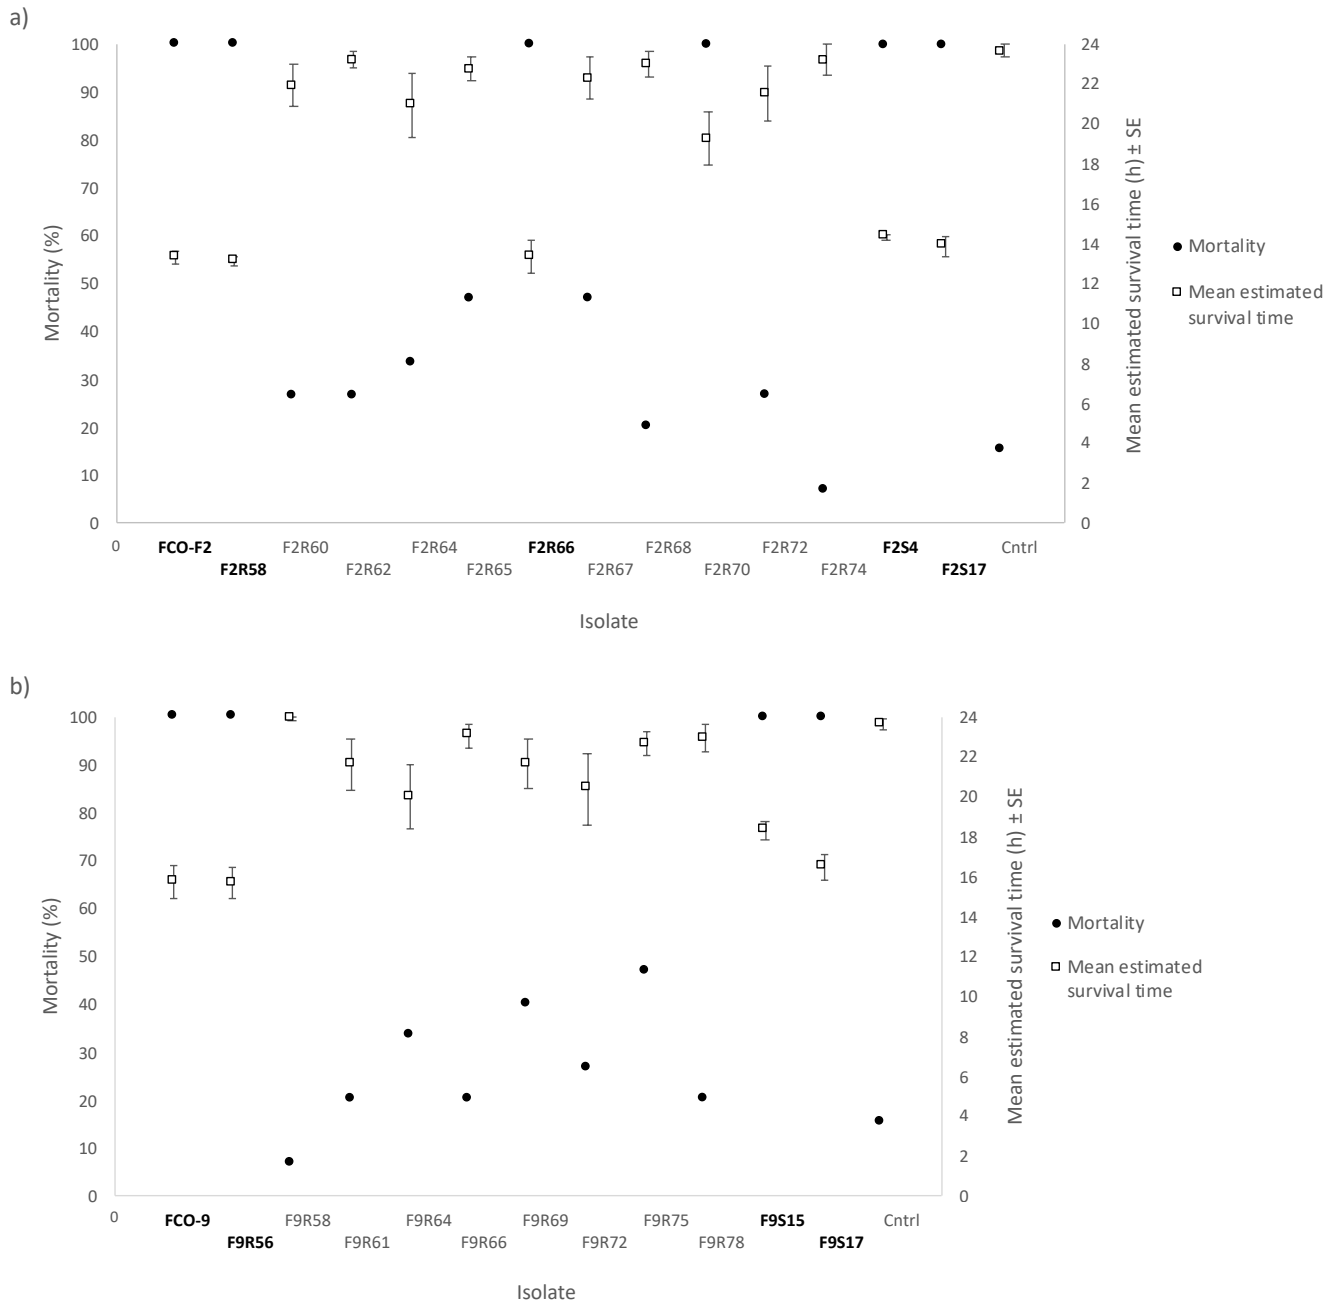 a)
100
90
80
70
60
50
40
30
20
10
0
Mortality (%)
24
22
20
18
16
14
12
10
8
6
4
2
0
Mean estimated survival time (h) ± SE
Mortality
Mean estimated
survival time
0 FCO-F2 F2R60 F2R64 F2R66 F2R68 F2R72 F2S4 Cntrl
F2R58 F2R62 F2R65 F2R67 F2R70 F2R74 F2S17
Isolate
b)
100
90
80
70
60
50
40
30
20
10
0
Mortality (%)
24
22
20
18
16
14
12
10
8
6
4
2
0
Mean estimated survival time (h) ± SE
Mortality
Mean estimated
survival time
0 FCO-9 F9R58 F9R64 F9R69 F9R75 F9S15 Cntrl
F9R56 F9R61 F9R66 F9R72 F9R78 F9S17
Isolate